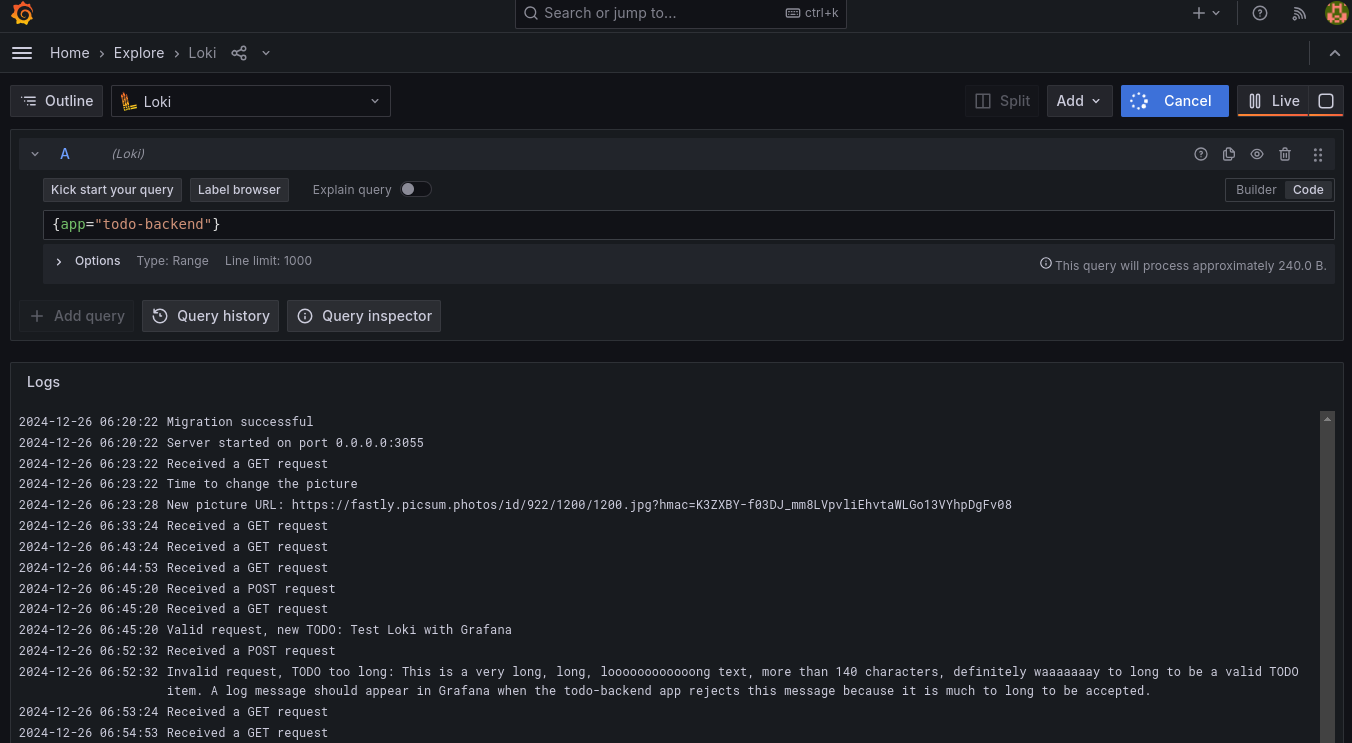 Search or jump to... ctrl+k
Home › Explore › Loki
Outline Loki Split Add Cancel Live
A (Loki)
Kick start your query Label browser Explain query Builder Code
{app="todo-backend"}
Options Type: Range Line limit: 1000 This query will process approximately 240.0 B.
+ Add query Query history Query inspector
Logs
2024-12-26 06:20:22 Migration successful
2024-12-26 06:20:22 Server started on port 0.0.0.0:3055
2024-12-26 06:23:22 Received a GET request
2024-12-26 06:23:22 Time to change the picture
2024-12-26 06:23:28 New picture URL: https://fastly.picsum.photos/id/922/1200/1200.jpg?hmac=K3ZXBY-f03DJ_mm8LVpvliEhvtaWLGo13VYhpDgFv08
2024-12-26 06:33:24 Received a GET request
2024-12-26 06:43:24 Received a GET request
2024-12-26 06:44:53 Received a GET request
2024-12-26 06:45:20 Received a POST request
2024-12-26 06:45:20 Received a GET request
2024-12-26 06:45:20 Valid request, new TODO: Test Loki with Grafana
2024-12-26 06:52:32 Received a POST request
2024-12-26 06:52:32 Invalid request, TODO too long: This is a very long, long, looooooooooooong text, more than 140 characters, definitely waaaaaaay to long to be a valid TODO
item. A log message should appear in Grafana when the todo-backend app rejects this message because it is much to long to be accepted.
2024-12-26 06:53:24 Received a GET request
2024-12-26 06:54:53 Received a GET request